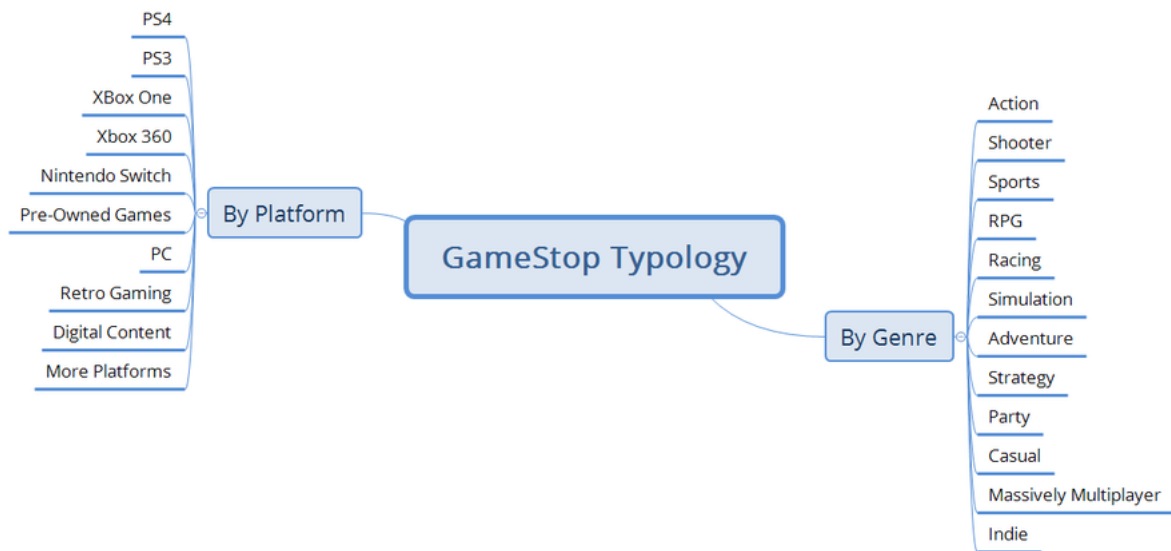 GameStop Typology
By Platform
PS4
PS3
XBox One
Xbox 360
Nintendo Switch
Pre-Owned Games
PC
Retro Gaming
Digital Content
More Platforms
By Genre
Action
Shooter
Sports
RPG
Racing
Simulation
Adventure
Strategy
Party
Casual
Massively Multiplayer
Indie